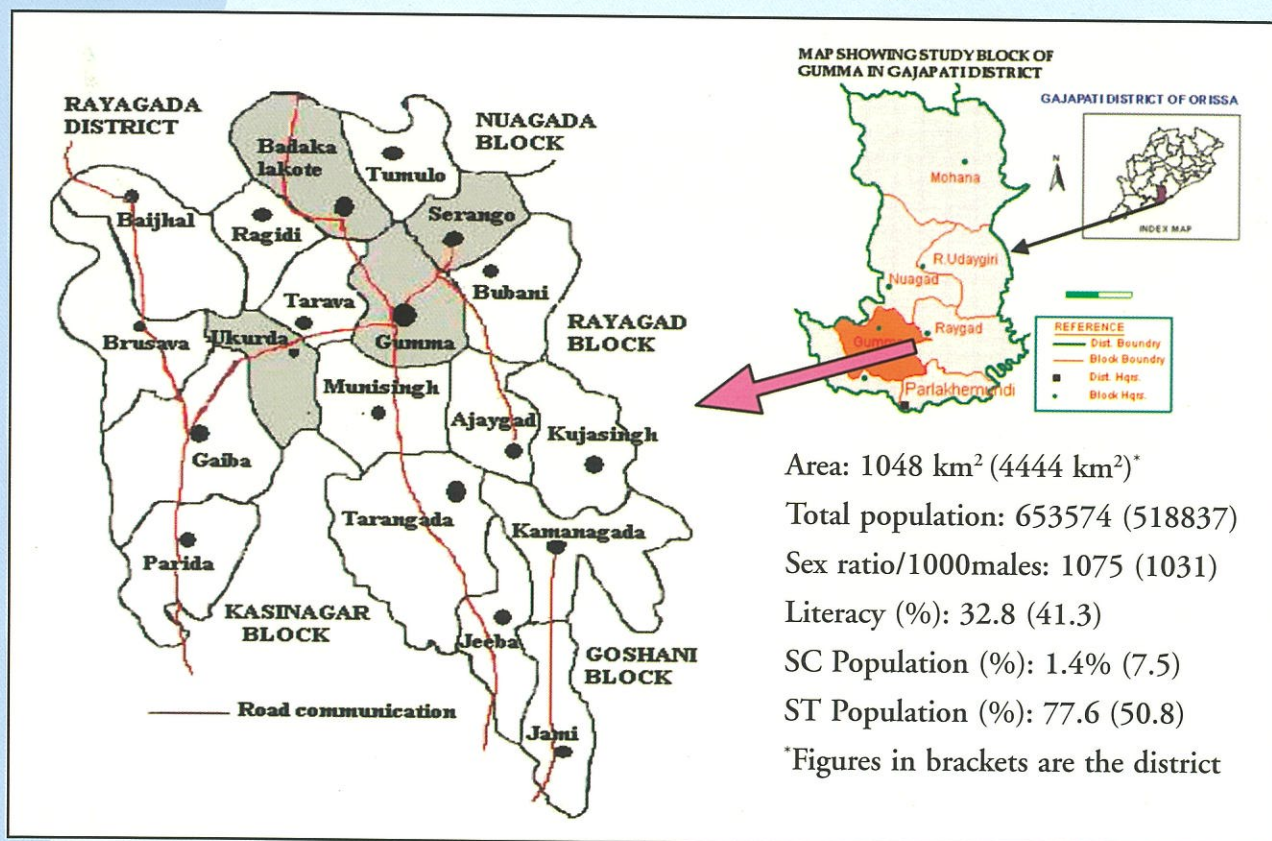 RAYAGADA
DISTRICT
NUAGADA
BLOCK
Badaka
lakote
Tumulo
Baijhal
Ragidi
Serango
Tarava
Bubani
Brusava
Ukurda
Gumma
RAYAGAD
BLOCK
Munisingh
Ajaygad
Kujasingh
Gaiba
Tarangada
Kamanagada
Parida
KASINAGAR
BLOCK
Jeeba
GOSHANI
BLOCK
Road communication
Jami
MAP SHOWING STUDY BLOCK OF
GUMMA IN GAJAPATI DISTRICT
GAJAPATI DISTRICT OF ORISSA
N
INDEX MAP
Mohana
R.Udaygiri
Nuagad
Raygad
Gumma
Parlakhemundi
REFERENCE
Dist. Boundry
Block Boundry
Dist. Hqrs.
Block Hqrs.
Area: 1048 km² (4444 km²)*
Total population: 653574 (518837)
Sex ratio/1000males: 1075 (1031)
Literacy (%): 32.8 (41.3)
SC Population (%): 1.4% (7.5)
ST Population (%): 77.6 (50.8)
*Figures in brackets are the district